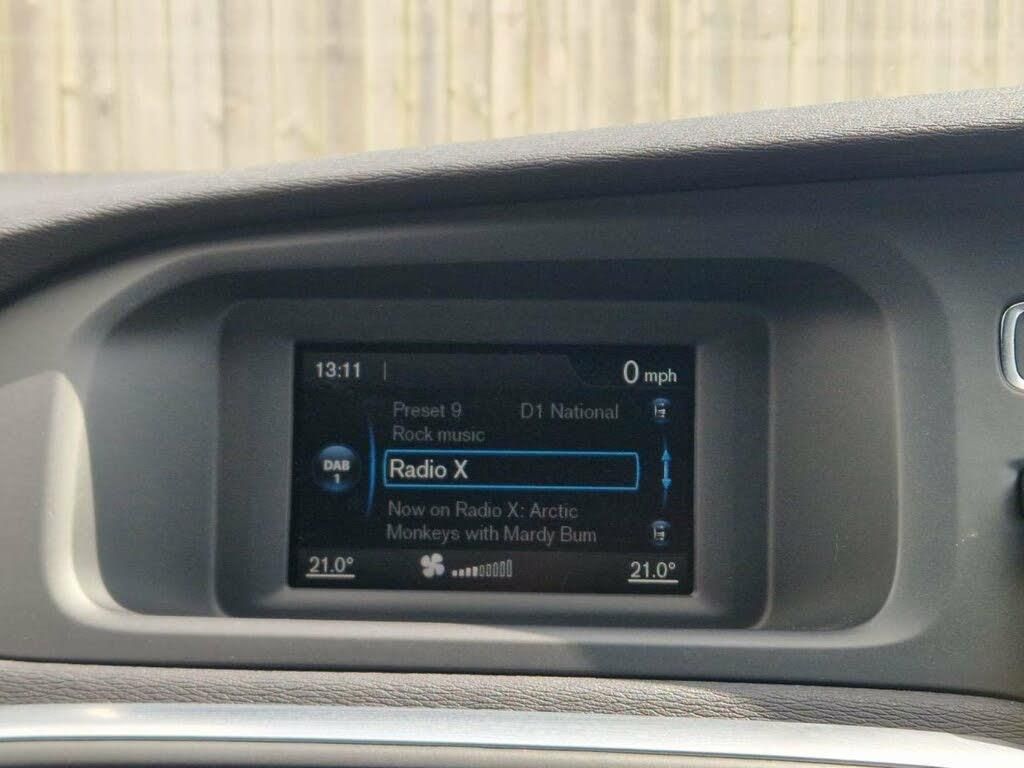 13:11 0 mph
Preset 9 D1 National
Rock music
DAB
1
Radio X
Now on Radio X: Arctic
Monkeys with Mardy Bum
21.0° 21.0°